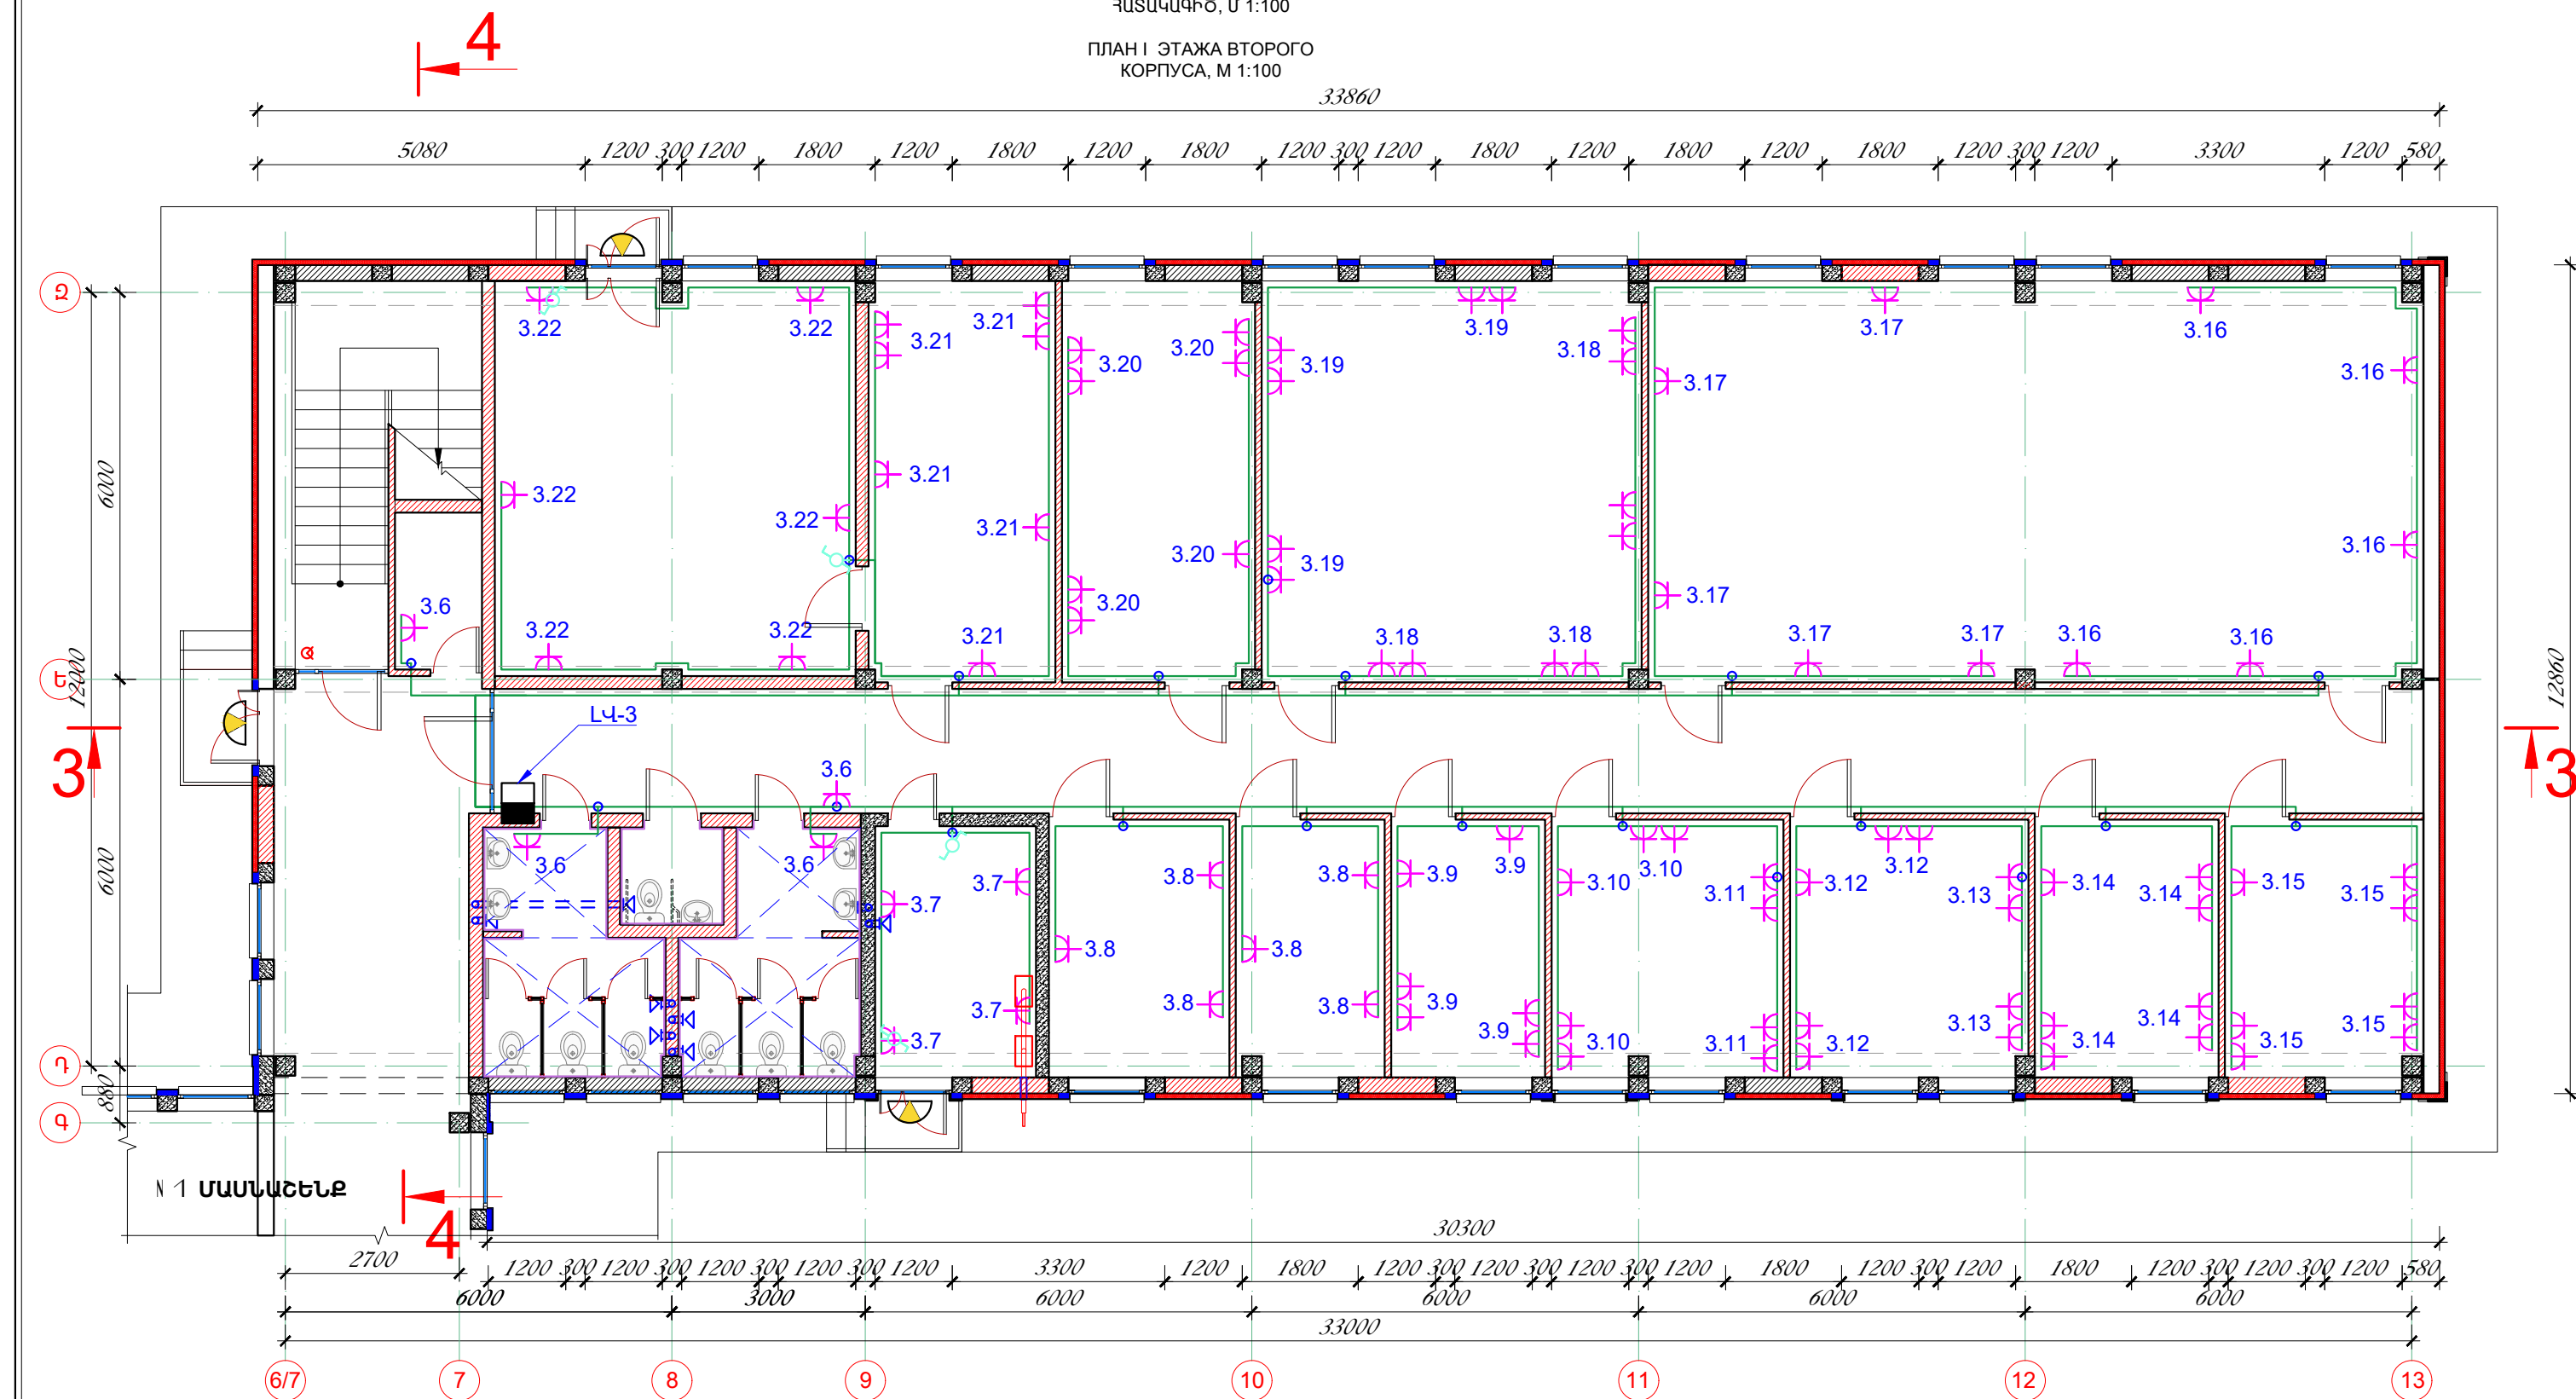 ՀԱՏԱԿԱԳԻԾ, Մ 1:100
ПЛАН I ЭТАЖА ВТОРОГО
КОРПУСА, М 1:100
4
33860
5080 1200 300 1200 1800 1200 1800 1200 1800 1200 300 1200 1800 1200 1800 1200 1800 1200 300 1200 3300 1200 580
Զ
3.22 3.22 3.21 3.21 3.20 3.20 3.19 3.19 3.18 3.17 3.17 3.16 3.16
6000
3.22 3.22 3.21 3.21 3.20 3.20 3.19 3.17 3.16
3.6 3.22 3.22 3.21 3.18 3.18 3.17 3.17 3.16 3.16
Ե
12000
12860
ԼՎ-3
3 3
3.6
6000
3.6 3.6 3.7 3.7 3.8 3.8 3.9 3.9 3.10 3.10 3.11 3.12 3.12 3.13 3.14 3.14 3.15 3.15
3.8 3.8
3.7 3.7 3.8 3.8 3.9 3.9 3.10 3.11 3.12 3.13 3.14 3.14 3.15 3.15
Դ
880
Գ
N 1 ՄԱՍՆԱՇԵՆՔ
4
30300
2700
1200 300 1200 300 1200 300 1200 300 1200 3300 1200 1800 1200 300 1200 300 1200 300 1200 1800 1200 300 1200 1800 1200 300 1200 300 1200 580
6000 3000 6000 6000 6000 6000
33000
6/7 7 8 9 10 11 12 13